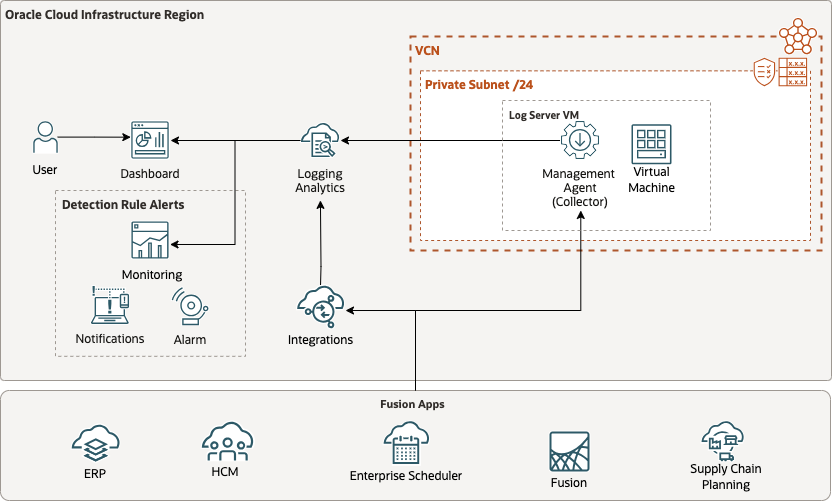 Oracle Cloud Infrastructure Region
VCN
Private Subnet /24
Log Server VM
User
Dashboard
Logging
Analytics
Management
Agent
(Collector)
Virtual
Machine
Detection Rule Alerts
Monitoring
Notifications
Alarm
Integrations
Fusion Apps
ERP
HCM
Enterprise Scheduler
Fusion
Supply Chain
Planning